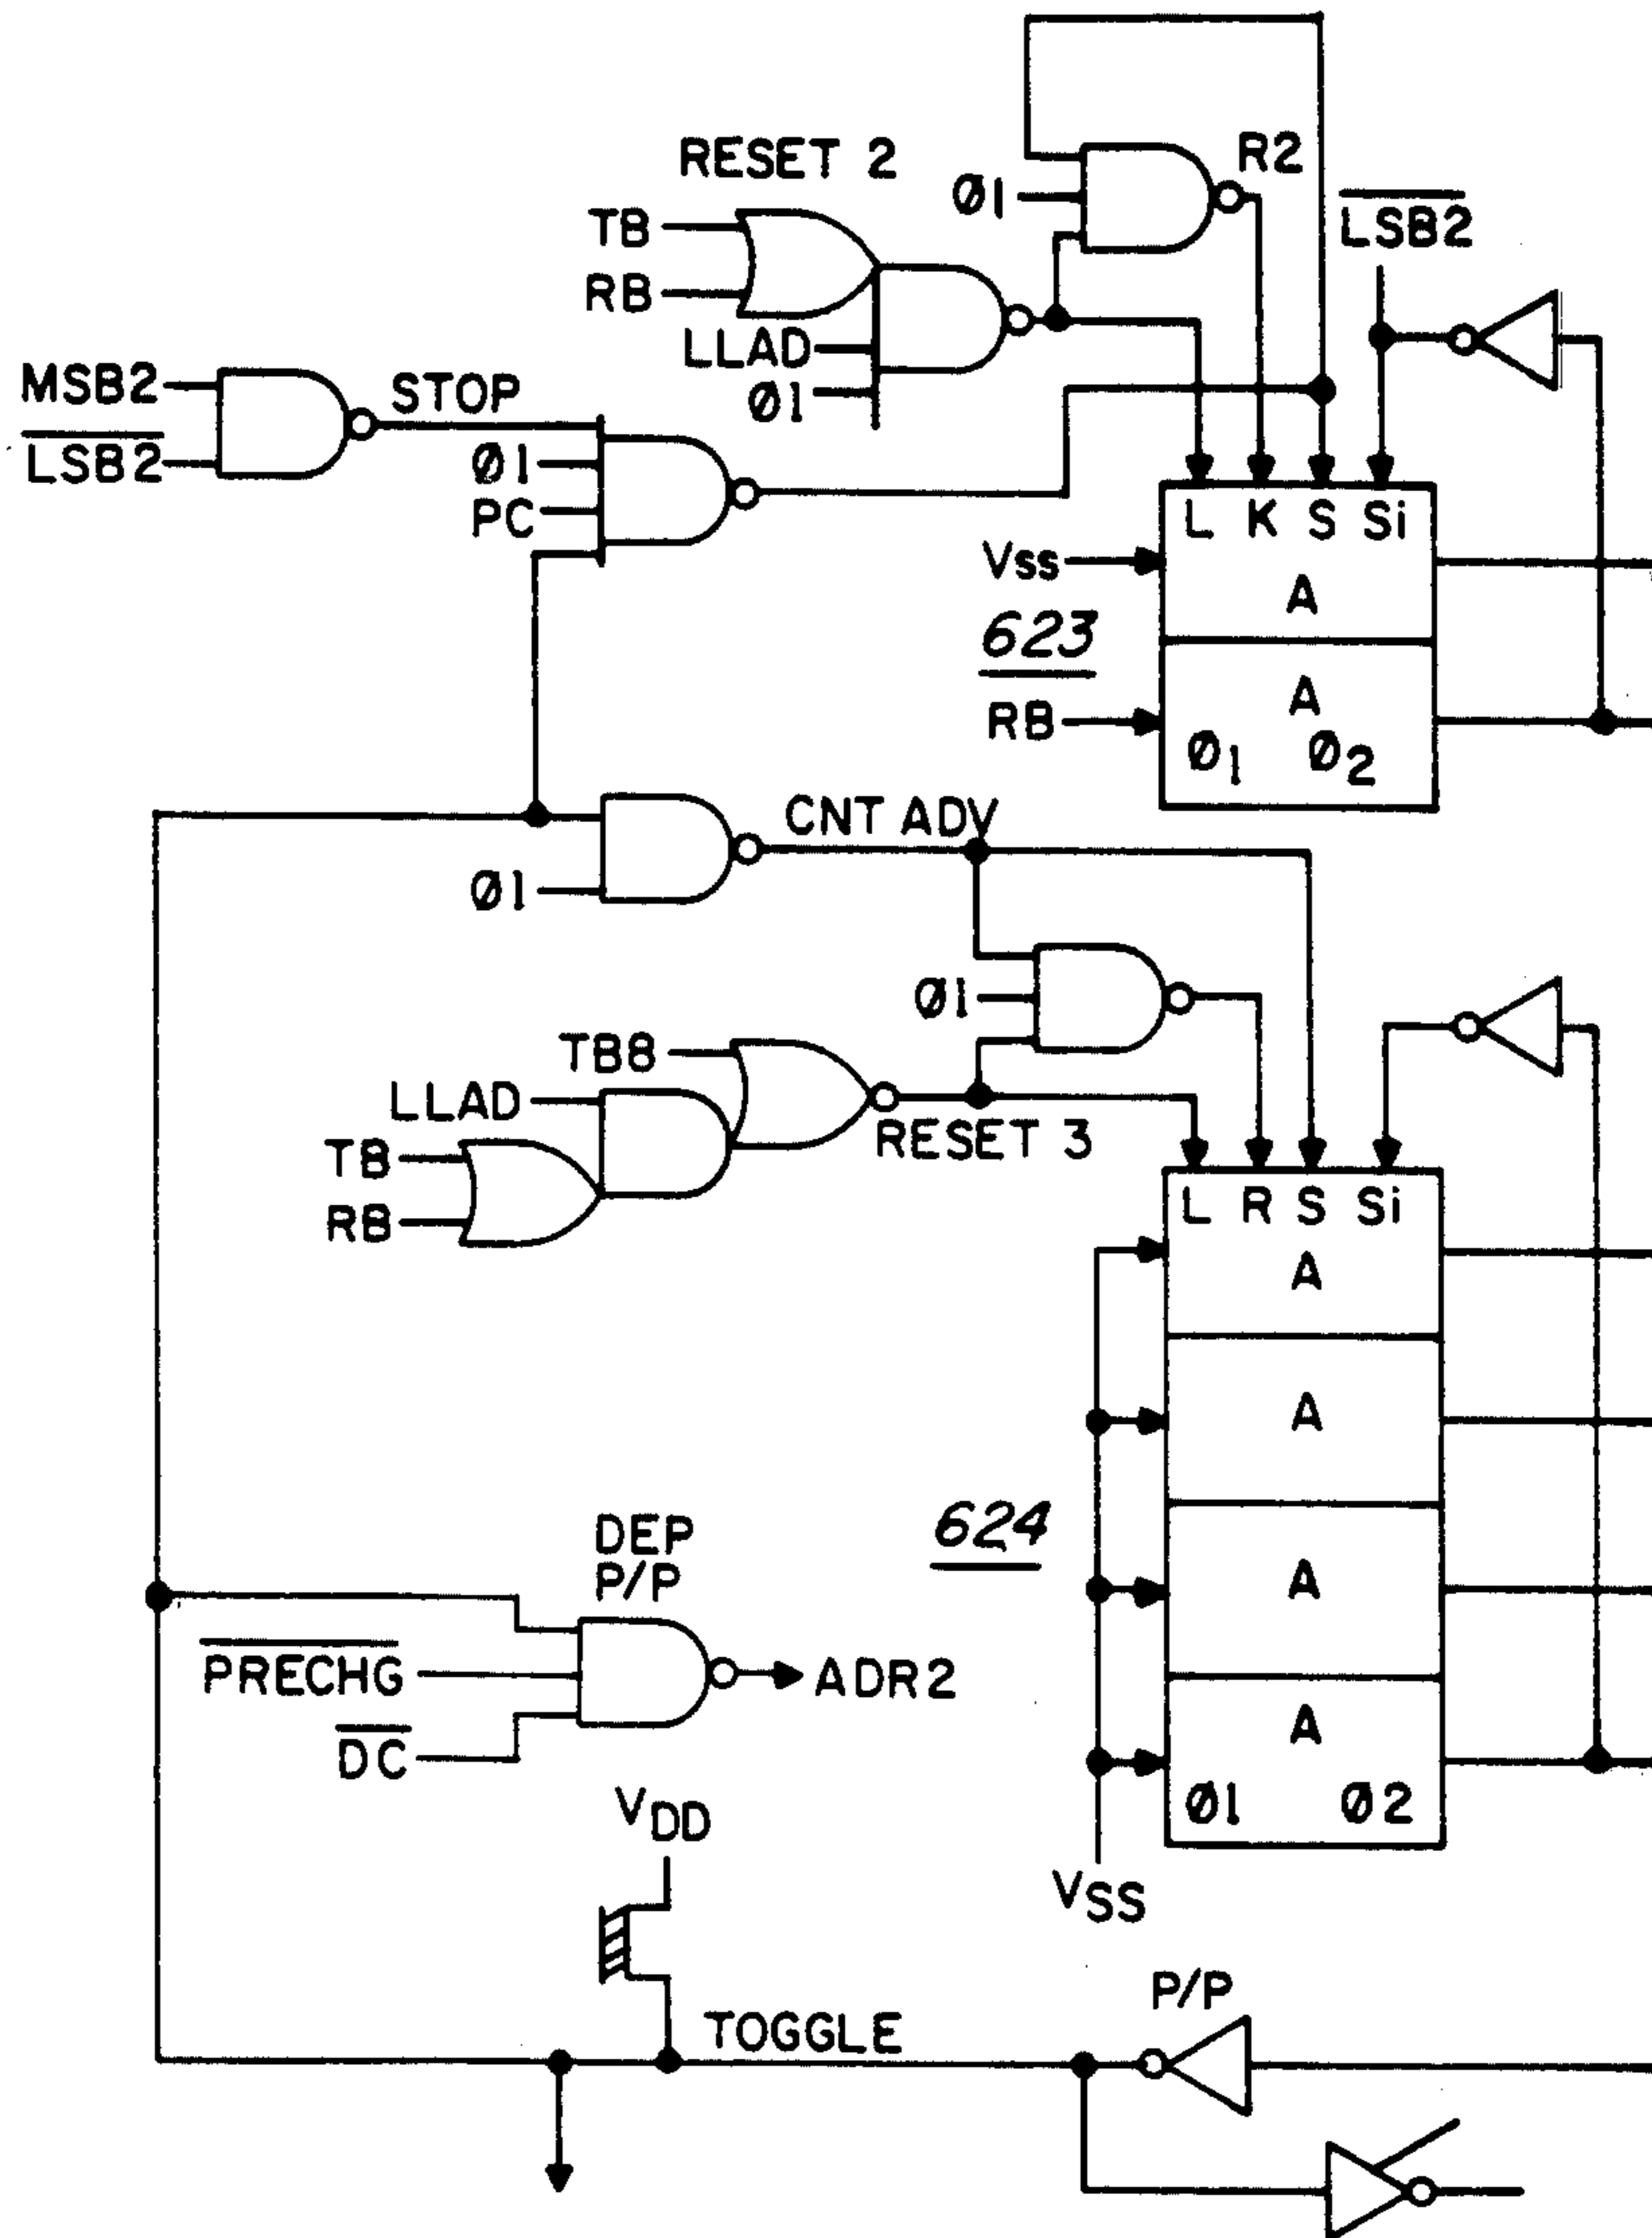 RESET 2
R2
Ø1
TB
LSB2
RB
LLAD
MSB2
STOP
Ø1
LSB2
Ø1
PC
L K S Si
Vss
A
623
A
RB
Ø1 Ø2
CNT ADV
Ø1
Ø1
TB8
LLAD
RESET 3
TB
RB
L R S Si
A
A
DEP
P/P
624
A
PRECHG
ADR2
A
DC
Ø1 Ø2
VDD
VSS
P/P
TOGGLE